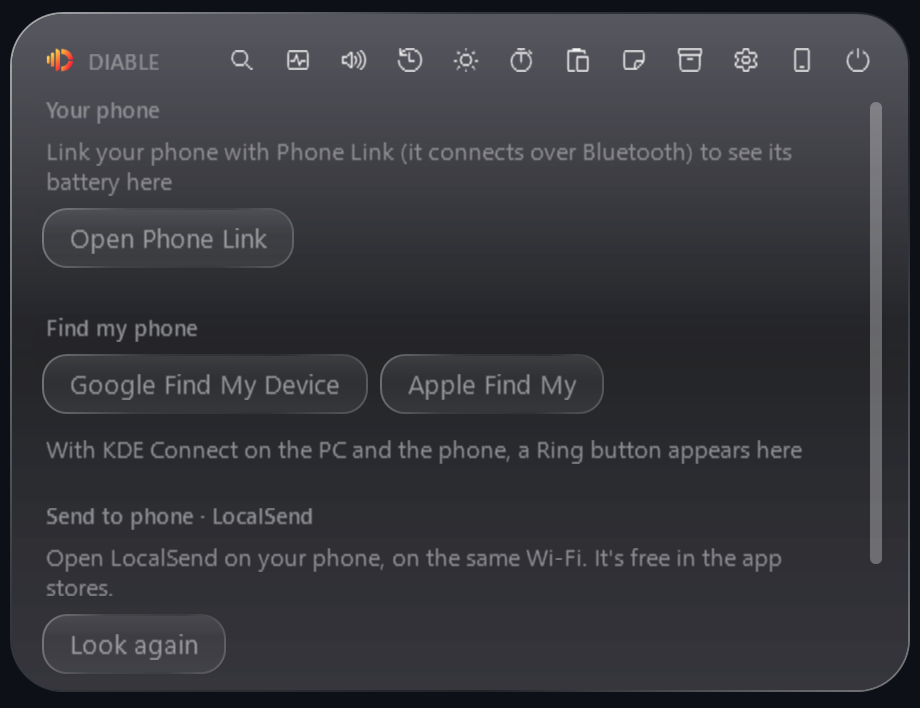 DIABLE
Your phone
Link your phone with Phone Link (it connects over Bluetooth) to see its
battery here
Open Phone Link
Find my phone
Google Find My Device
Apple Find My
With KDE Connect on the PC and the phone, a Ring button appears here
Send to phone · LocalSend
Open LocalSend on your phone, on the same Wi-Fi. It's free in the app
stores.
Look again